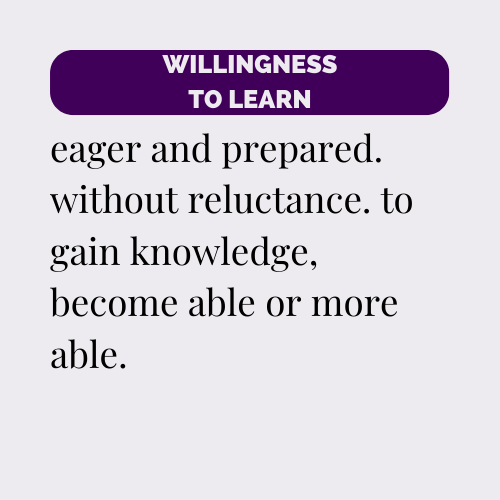 WILLINGNESS
TO LEARN
eager and prepared.
without reluctance. to
gain knowledge,
become able or more
able.